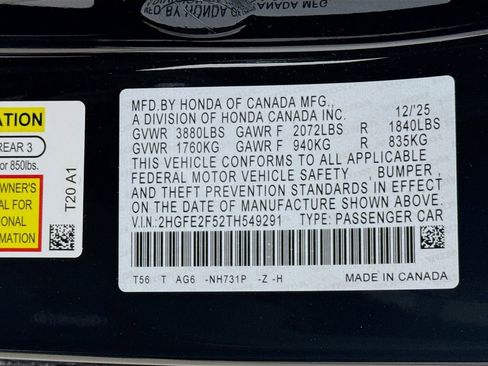 ATION
REAR 3
or 850lbs.
OWNER'S
AL FOR
IONAL
RMATION
T20 A1
MFD.BY HONDA OF CANADA MFG.,
A DIVISION OF HONDA CANADA INC. 12/'25
GVWR 3880LBS GAWR F 2072LBS R 1840LBS
GVWR 1760KG GAWR F 940KG R 835KG
THIS VEHICLE CONFORMS TO ALL APPLICABLE
FEDERAL MOTOR VEHICLE SAFETY , BUMPER ,
AND THEFT PREVENTION STANDARDS IN EFFECT
ON THE DATE OF MANUFACTURE SHOWN ABOVE.
V.I.N.:2HGFE2F52TH549291 TYPE: PASSENGER CAR
T56 T AG6 -NH731P -Z -H
MADE IN CANADA